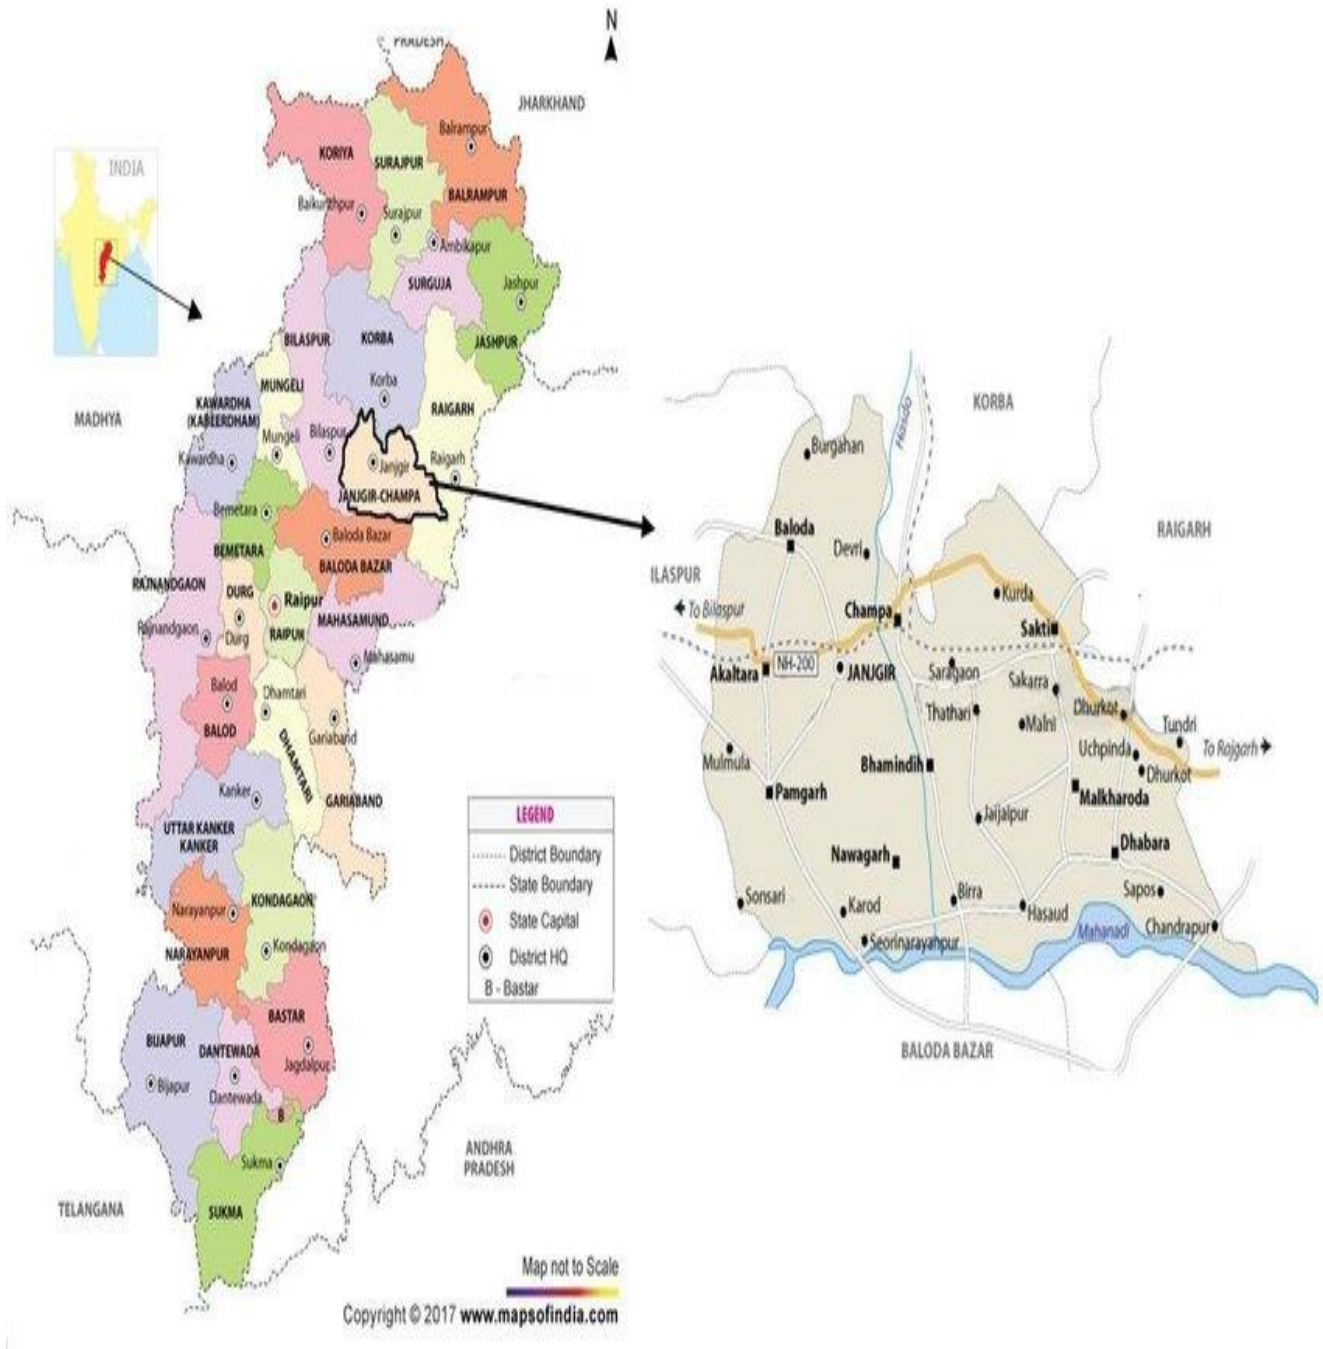 N
PRADESH
JHARKHAND
INDIA
Balrampur
KORIYA
SURAJPUR
BALRAMPUR
Baikunthpur
Surajpur
Ambikapur
SURGUJA
Jashpur
BILASPUR
KORBA
JASHPUR
Korba
MUNGELI
RAIGARH
KAWARDHA
(KABEERDHAM)
MADHYA
Mungeli
Bilaspur
Kawardha
Janjgir
Raigarh
JANJGIR-CHAMPA
Bemetara
Baloda Bazar
BEMETARA
BALODA BAZAR
RAJNANDGAON
DURG
Raipur
MAHASAMUND
Rajnandgaon
Durg
RAIPUR
Mahasamu
Balod
Dhamtari
BALOD
Gariaband
DHAMTARI
Kanker
GARIABAND
UTTAR KANKER
KANKER
Narayanpur
KONDAGAON
NARAYANPUR
Kondagaon
BASTAR
BIJAPUR
DANTEWADA
Jagdalpur
Bijapur
Dantewada
B
Sukma
SUKMA
TELANGANA
ANDHRA
PRADESH
LEGEND
District Boundary
State Boundary
State Capital
District HQ
B - Bastar
Map not to Scale
Copyright © 2017 www.mapsofindia.com
KORBA
Hasdo
Burgahan
RAIGARH
Baloda
Devri
ILASPUR
To Bilaspur
Champa
Kurda
Sakti
Akaltara
NH-200
JANJGIR
Saragaon
Sakarra
Thathari
Malni
Dhurkot
Tundri
Mulmula
Uchpinda
To Rajgarh
Bhamindih
Dhurkot
Pamgarh
Malkharoda
Jaijalpur
Nawagarh
Dhabara
Sonsari
Karod
Birra
Hasaud
Sapos
Chandrapur
Mahanadi
Seorinarayanpur
BALODA BAZAR